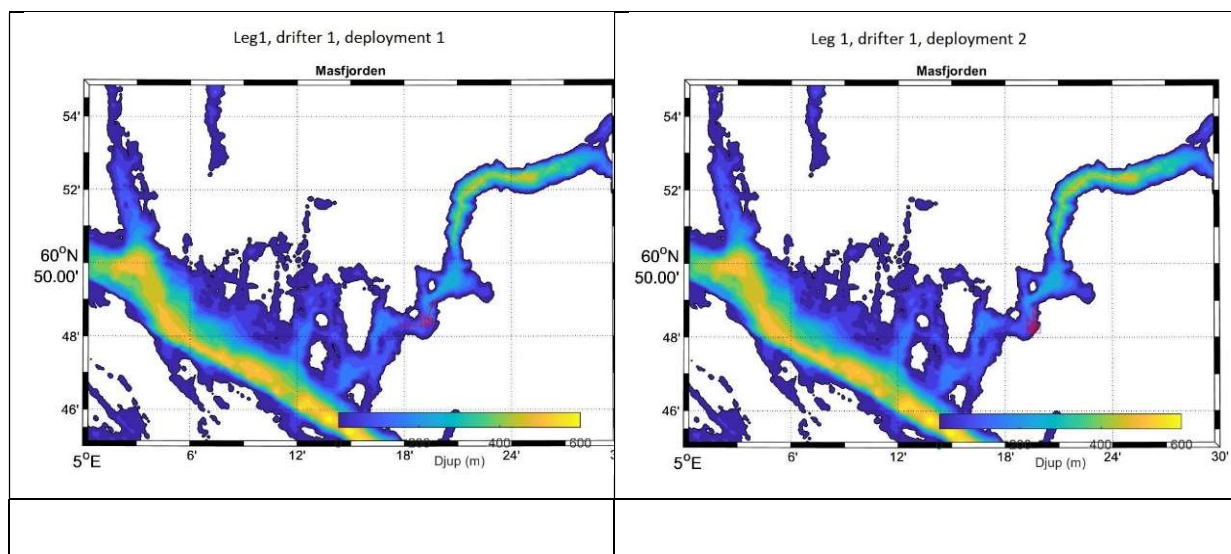 Leg1, drifter 1, deployment 1
Masfjorden
54'
52'
60°N
50.00'
48'
46'
200 400 600
5°E 6' 12' 18' 24'
Djup (m)
Leg 1, drifter 1, deployment 2
Masfjorden
54'
52'
60°N
50.00'
48'
46'
400 600
5°E 6' 12' 18' 24' 30'
Djup (m)